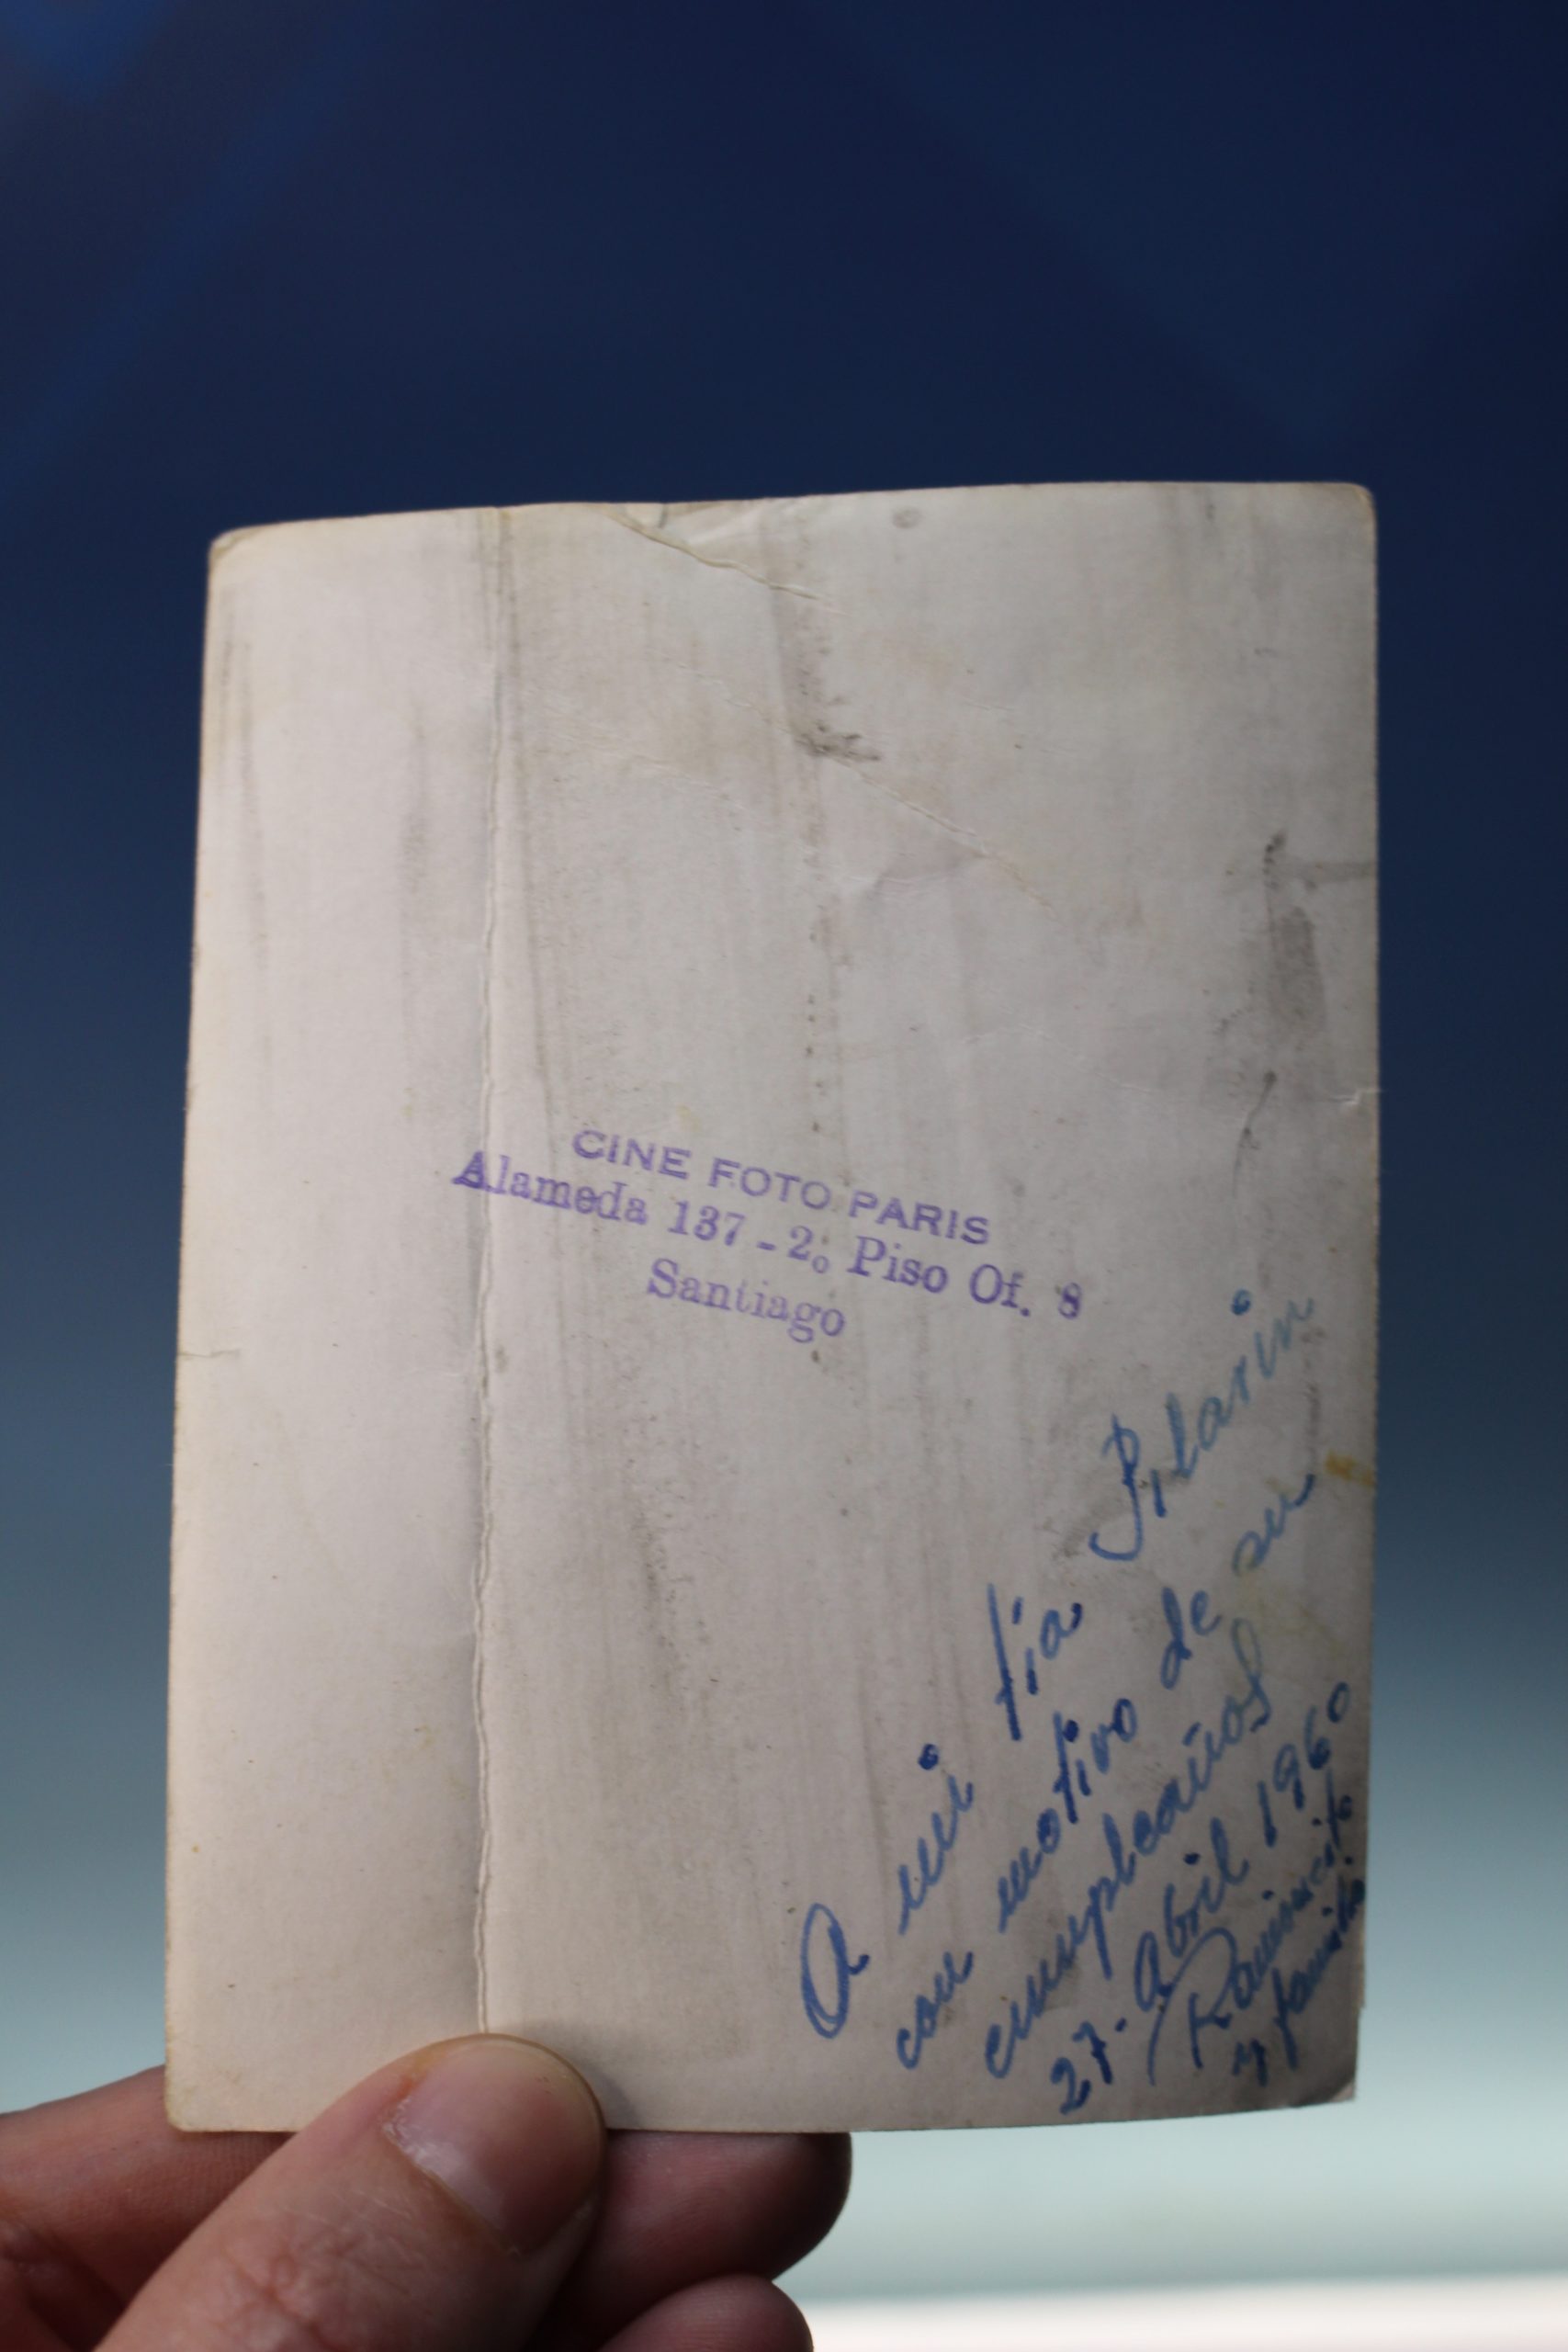 CINE FOTO PARIS
Alameda 137 - 2o Piso Of. 8
Santiago
A mi tía Pilarin
con motivo de su
cumpleaños
27 - Abril 1960
Ramoncito
y familia